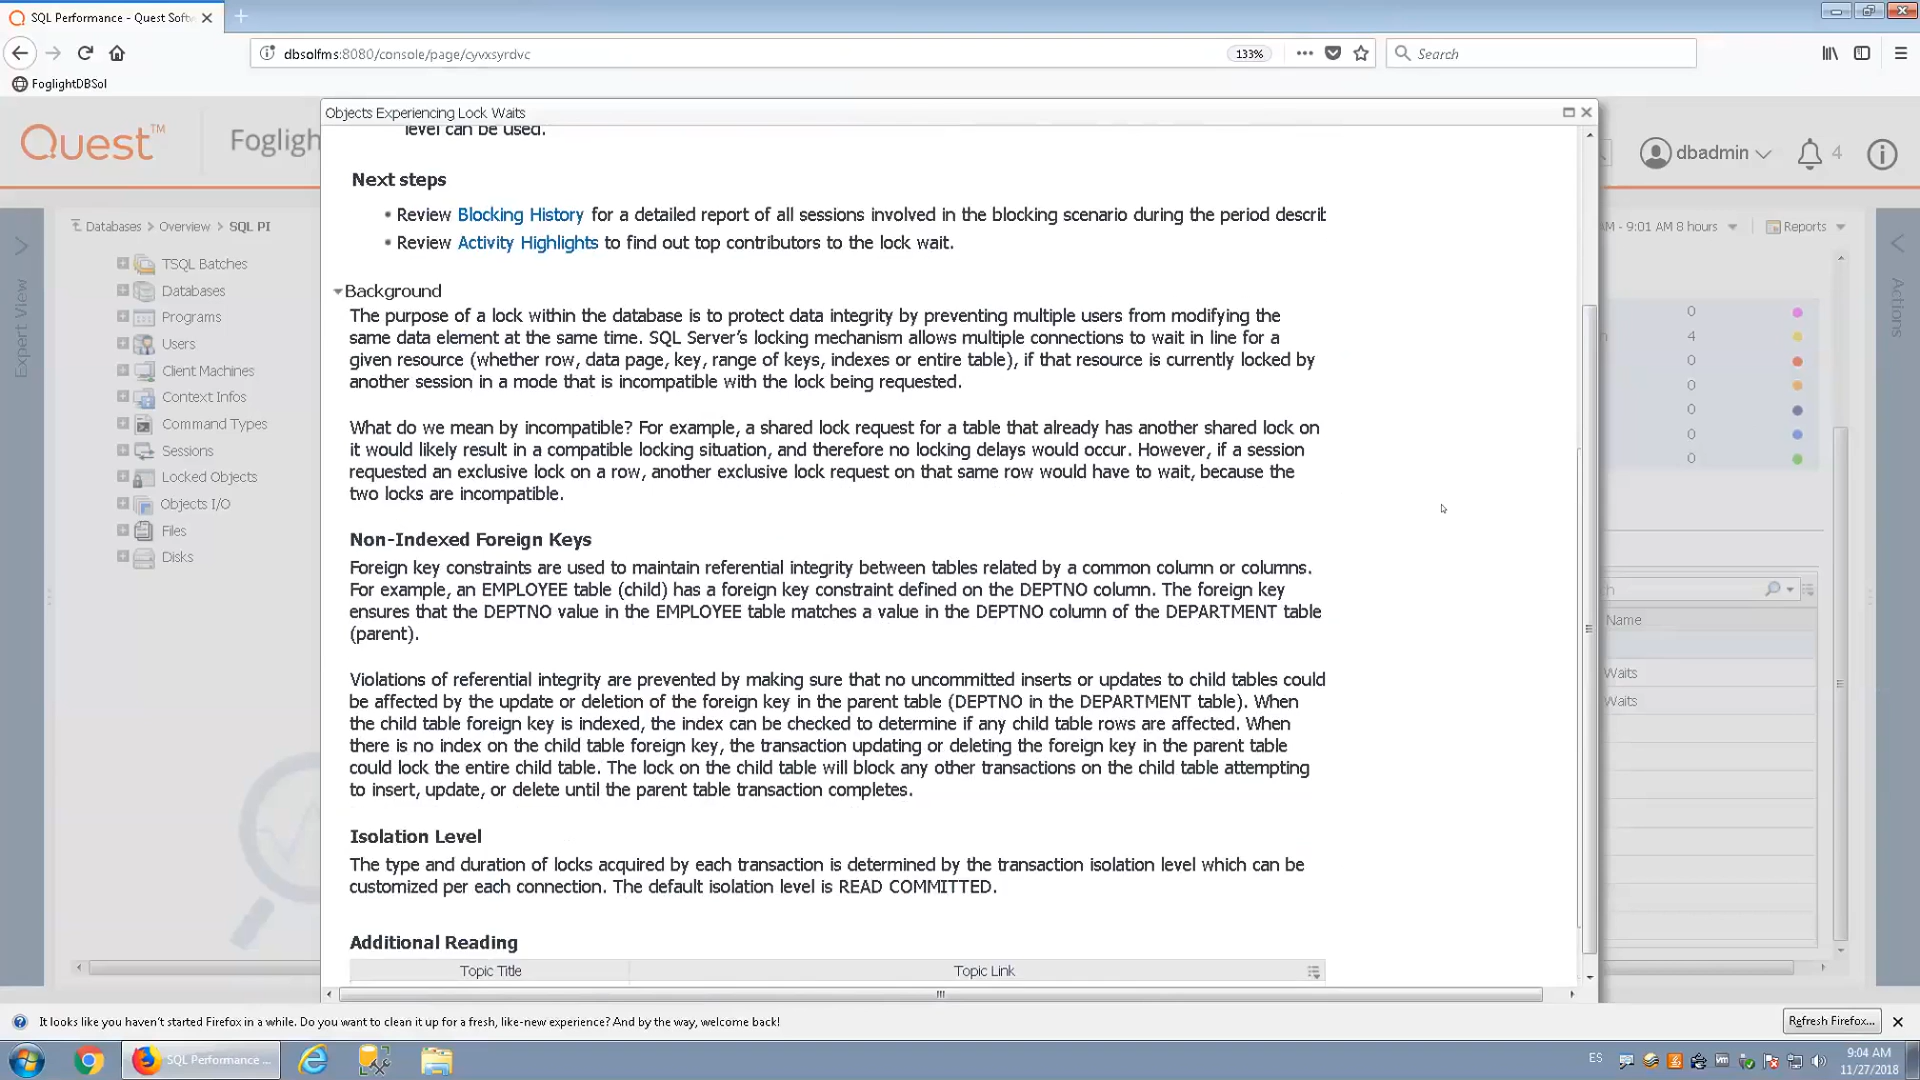 SQL Performance - Quest Softw
dbsolfms:8080/console/page/cyvxsyrdvc
133%
Search
FoglightDBSol
Quest™
Fogligh
dbadmin
4
Objects Experiencing Lock Waits
level can be used.
Next steps
• Review Blocking History for a detailed report of all sessions involved in the blocking scenario during the period descrit
• Review Activity Highlights to find out top contributors to the lock wait.
Background
The purpose of a lock within the database is to protect data integrity by preventing multiple users from modifying the
same data element at the same time. SQL Server's locking mechanism allows multiple connections to wait in line for a
given resource (whether row, data page, key, range of keys, indexes or entire table), if that resource is currently locked by
another session in a mode that is incompatible with the lock being requested.
What do we mean by incompatible? For example, a shared lock request for a table that already has another shared lock on
it would likely result in a compatible locking situation, and therefore no locking delays would occur. However, if a session
requested an exclusive lock on a row, another exclusive lock request on that same row would have to wait, because the
two locks are incompatible.
Non-Indexed Foreign Keys
Foreign key constraints are used to maintain referential integrity between tables related by a common column or columns.
For example, an EMPLOYEE table (child) has a foreign key constraint defined on the DEPTNO column. The foreign key
ensures that the DEPTNO value in the EMPLOYEE table matches a value in the DEPTNO column of the DEPARTMENT table
(parent).
Violations of referential integrity are prevented by making sure that no uncommitted inserts or updates to child tables could
be affected by the update or deletion of the foreign key in the parent table (DEPTNO in the DEPARTMENT table). When
the child table foreign key is indexed, the index can be checked to determine if any child table rows are affected. When
there is no index on the child table foreign key, the transaction updating or deleting the foreign key in the parent table
could lock the entire child table. The lock on the child table will block any other transactions on the child table attempting
to insert, update, or delete until the parent table transaction completes.
Isolation Level
The type and duration of locks acquired by each transaction is determined by the transaction isolation level which can be
customized per each connection. The default isolation level is READ COMMITTED.
Additional Reading
Topic Title
Topic Link
Expert View
Databases > Overview > SQL PI
TSQL Batches
Databases
Programs
Users
Client Machines
Context Infos
Command Types
Sessions
Locked Objects
Objects I/O
Files
Disks
AM - 9:01 AM 8 hours
Reports
Actions
0
n 4
0
0
0
0
0
h
Name
Waits
Waits
It looks like you haven't started Firefox in a while. Do you want to clean it up for a fresh, like-new experience? And by the way, welcome back!
Refresh Firefox...
SQL Performance ...
ES
9:04 AM
11/27/2018